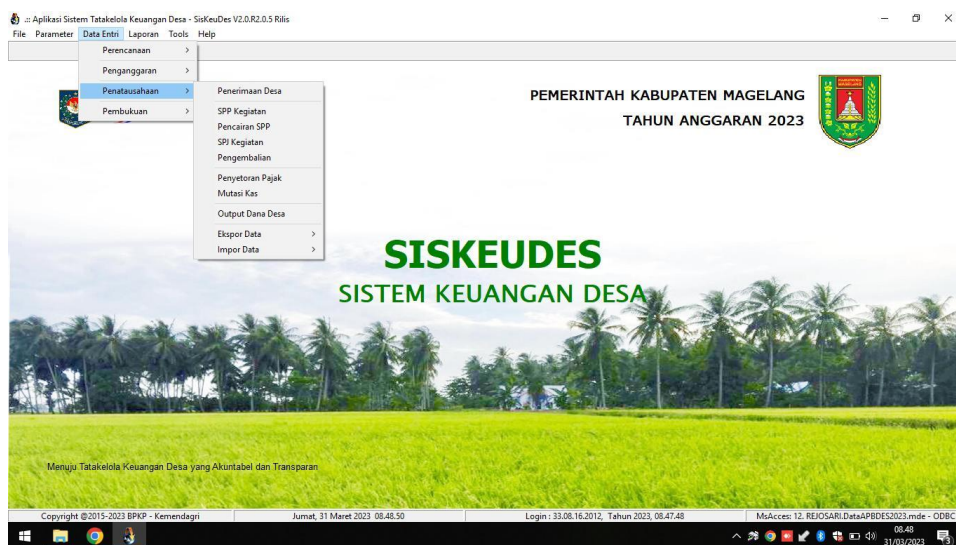 .:: Aplikasi Sistem Tatakelola Keuangan Desa - SisKeuDes V2.0.R2.0.5 Rilis
File Parameter Data Entri Laporan Tools Help
Perencanaan
Penganggaran
Penatausahaan
Pembukuan
Penerimaan Desa
SPP Kegiatan
Pencairan SPP
SPJ Kegiatan
Pengembalian
Penyetoran Pajak
Mutasi Kas
Output Dana Desa
Ekspor Data
Impor Data
PEMERINTAH KABUPATEN MAGELANG
TAHUN ANGGARAN 2023
SISKEUDES
SISTEM KEUANGAN DESA
Menuju Tatakelola Keuangan Desa yang Akuntabel dan Transparan
Copyright @2015-2023 BPKP - Kemendagri Jumat, 31 Maret 2023 08.48.50 Login : 33.08.16.2012, Tahun 2023, 08.47.48 MsAcces: 12. REJOSARI.DataAPBDES2023.mde - ODBC
08.48
31/03/2023
3